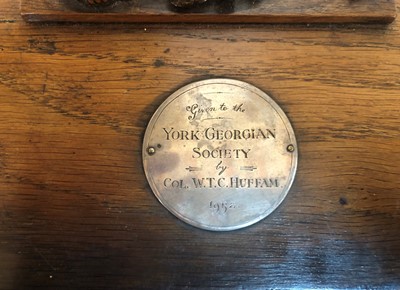 Given to the
YORK GEORGIAN
SOCIETY
by
COL. W.T.C. HUFFAM